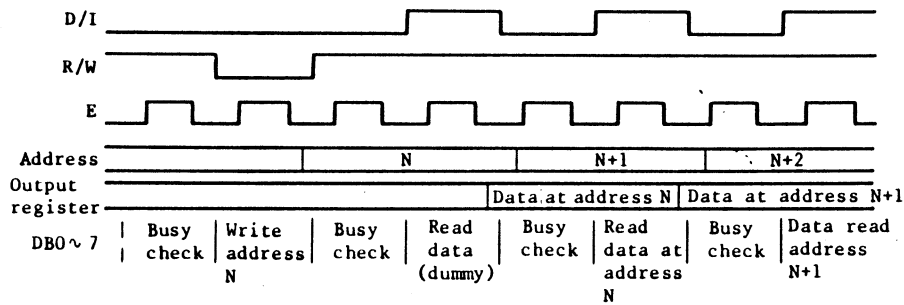 D/I
R/W
E
Address N N+1 N+2
Output register Data at address N Data at address N+1
DB0~7 Busy check Write address N Busy check Read data (dummy) Busy check Read data at address N Busy check Data read address N+1